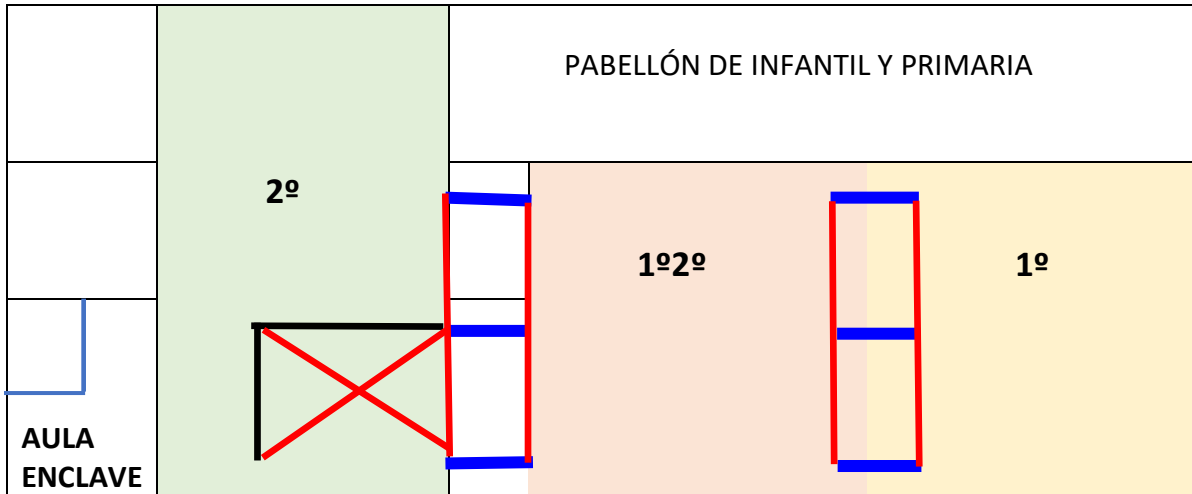 PABELLÓN DE INFANTIL Y PRIMARIA
2º
1º2º
1º
AULA
ENCLAVE